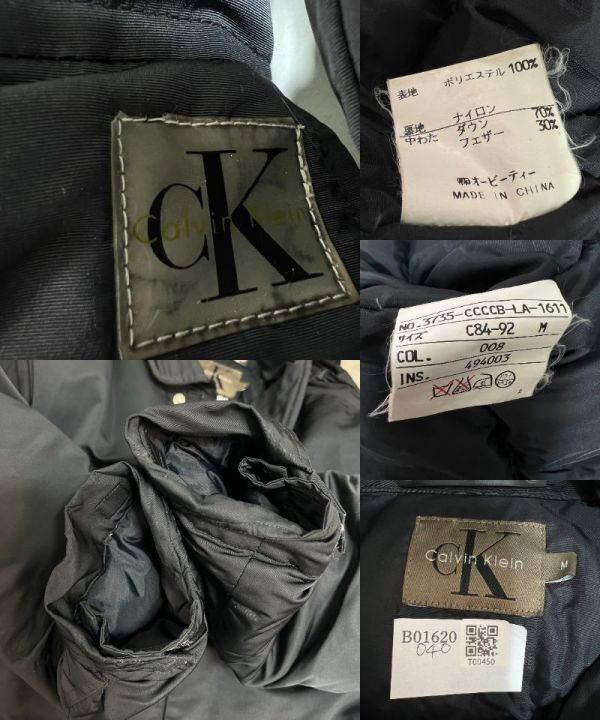 CK
Calvin Klein
表地 ポリエステル 100%
裏地 ナイロン
中わた ダウン 70%
フェザー 30%
㈱オービーティー
MADE IN CHINA
NO.3735-CCCCB-LA-1611
サイズ C84-92 M
COL. 008
INS. 494003
CK
Calvin Klein
M
B01620
040
T00450